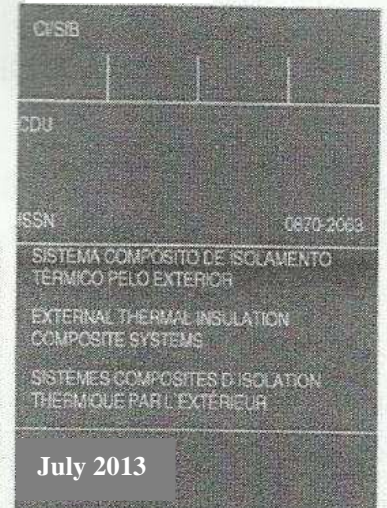 CI/SfB
CDU
ISSN 0870-2063
SISTEMA COMPOSITO DE ISOLAMENTO
TÉRMICO PELO EXTERIOR
EXTERNAL THERMAL INSULATION
COMPOSITE SYSTEMS
SISTEMES COMPOSITES D ISOLATION
THERMIQUE PAR L'EXTÉRIEUR
July 2013